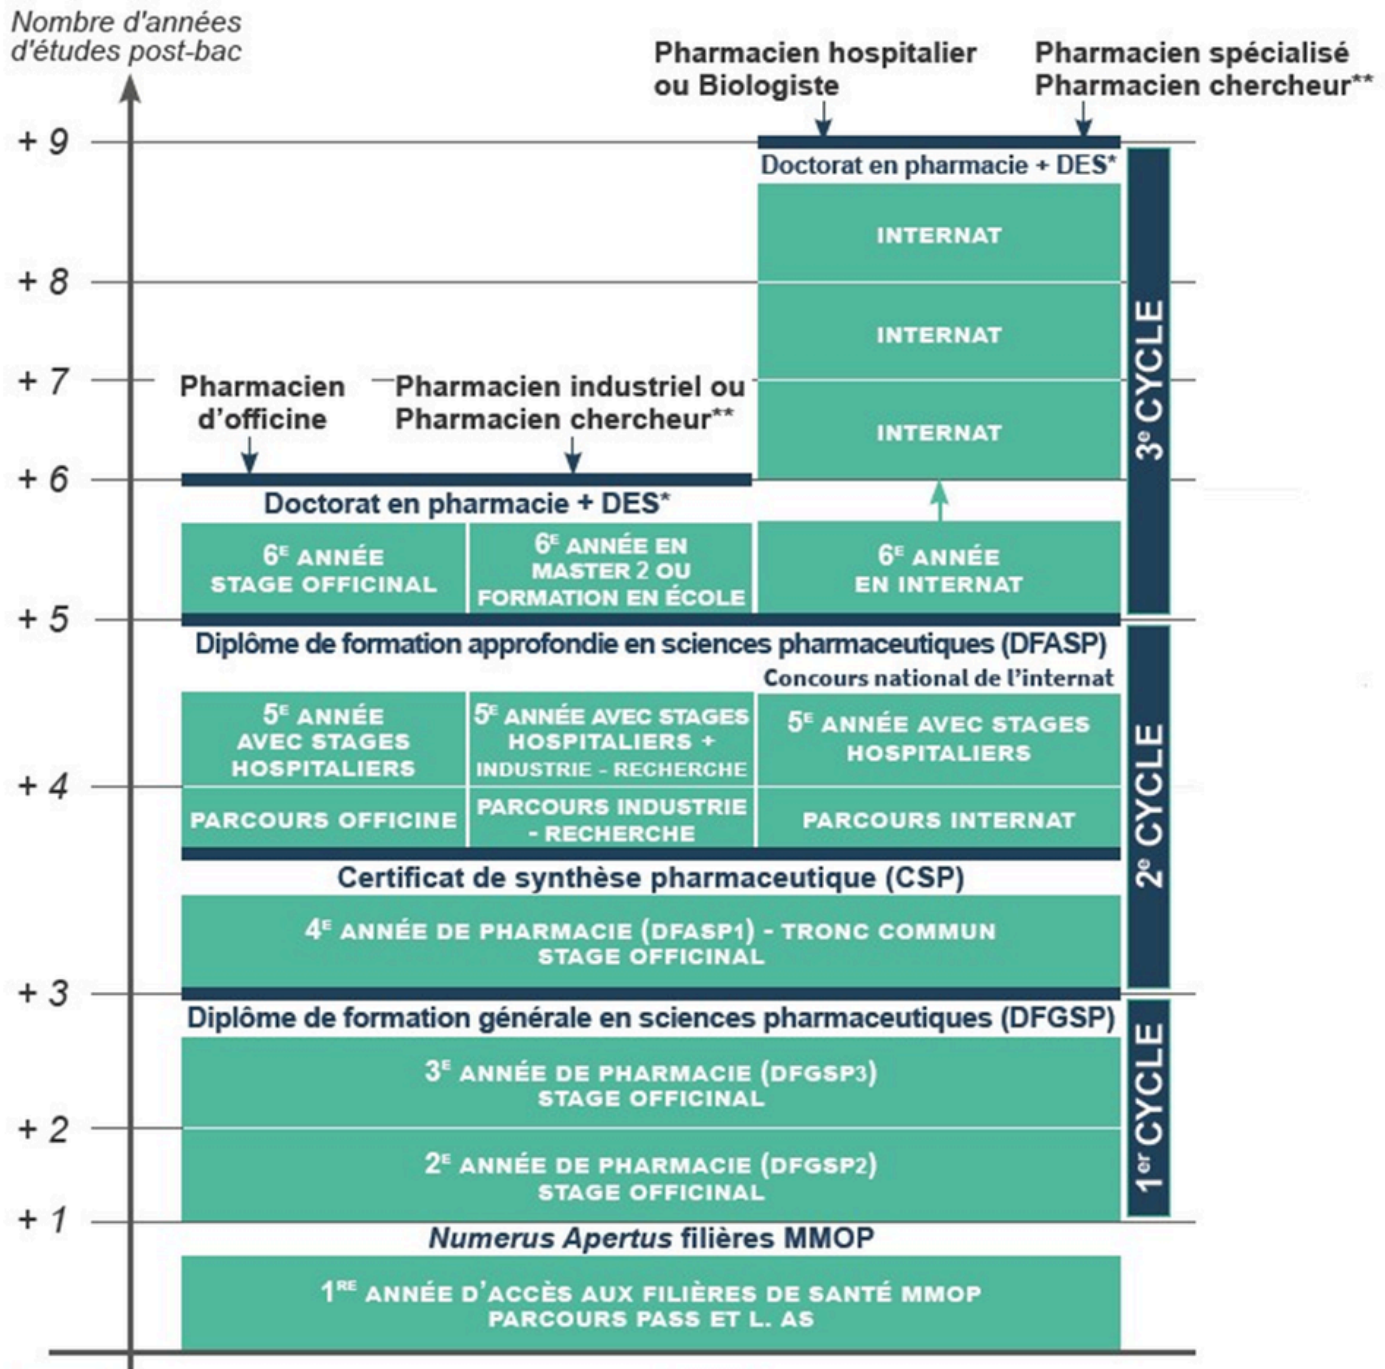 Nombre d'années
d'études post-bac
Pharmacien hospitalier
ou Biologiste
Pharmacien spécialisé
Pharmacien chercheur**
+ 9
Doctorat en pharmacie + DES*
INTERNAT
+ 8
INTERNAT
+ 7
Pharmacien
d'officine
Pharmacien industriel ou
Pharmacien chercheur**
INTERNAT
3e CYCLE
+ 6
Doctorat en pharmacie + DES*
6E ANNÉE
STAGE OFFICINAL
6E ANNÉE EN
MASTER 2 OU
FORMATION EN ÉCOLE
6E ANNÉE
EN INTERNAT
+ 5
Diplôme de formation approfondie en sciences pharmaceutiques (DFASP)
Concours national de l'internat
5E ANNÉE
AVEC STAGES
HOSPITALIERS
5E ANNÉE AVEC STAGES
HOSPITALIERS +
INDUSTRIE - RECHERCHE
5E ANNÉE AVEC STAGES
HOSPITALIERS
+ 4
PARCOURS OFFICINE
PARCOURS INDUSTRIE
- RECHERCHE
PARCOURS INTERNAT
2e CYCLE
Certificat de synthèse pharmaceutique (CSP)
4E ANNÉE DE PHARMACIE (DFASP1) - TRONC COMMUN
STAGE OFFICINAL
+ 3
Diplôme de formation générale en sciences pharmaceutiques (DFGSP)
3E ANNÉE DE PHARMACIE (DFGSP3)
STAGE OFFICINAL
+ 2
2E ANNÉE DE PHARMACIE (DFGSP2)
STAGE OFFICINAL
1er CYCLE
+ 1
Numerus Apertus filières MMOP
1RE ANNÉE D'ACCÈS AUX FILIÈRES DE SANTÉ MMOP
PARCOURS PASS ET L. AS